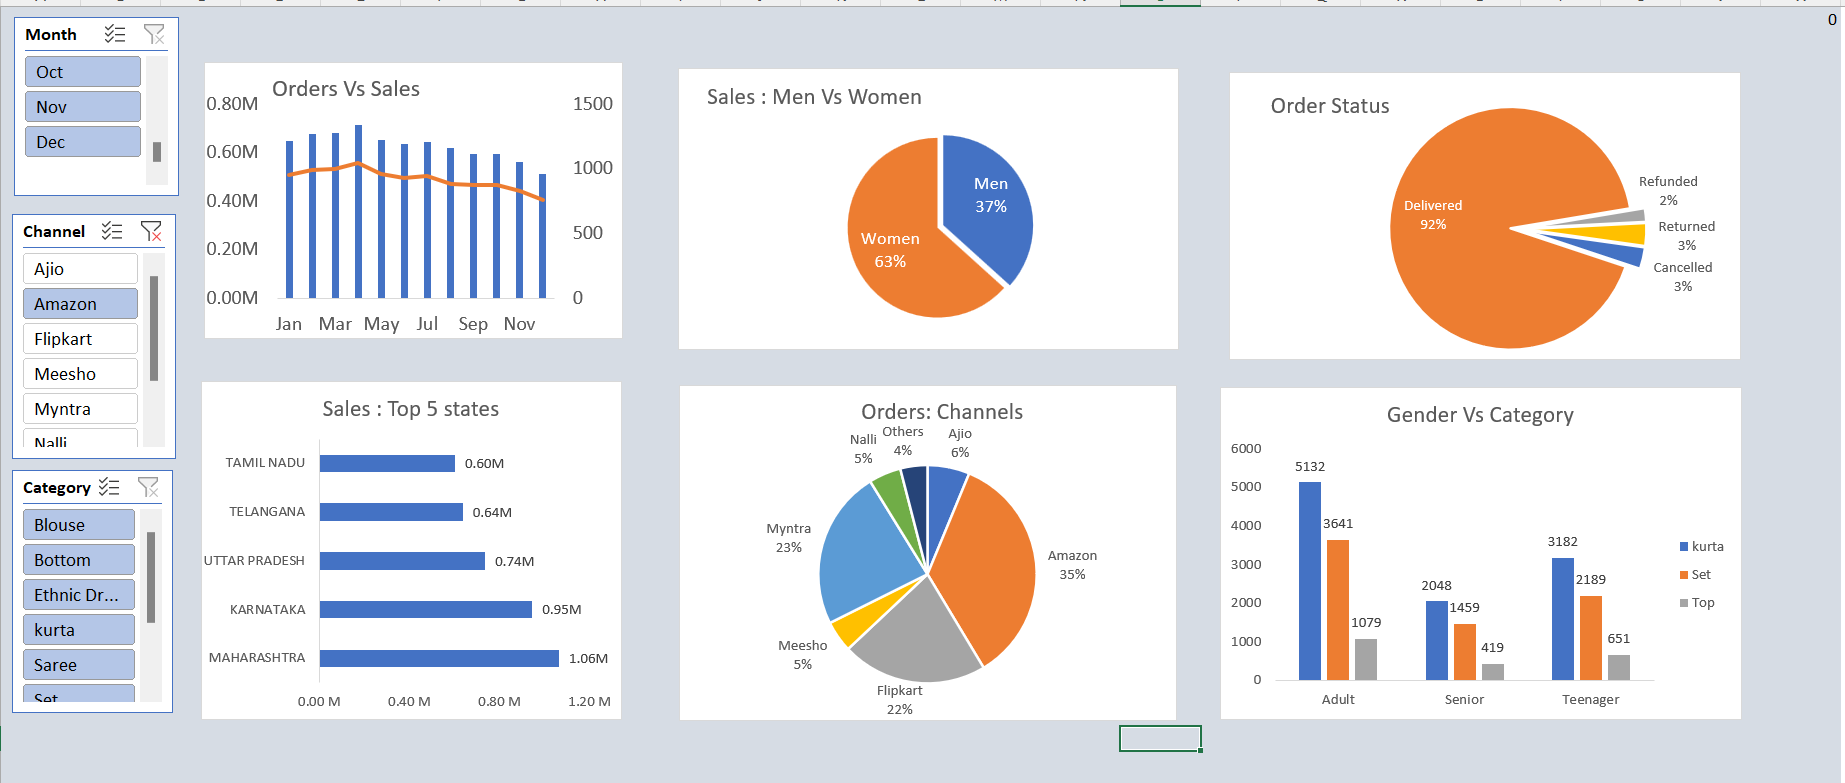 0
Month
Oct
Nov
Dec
Channel
Ajio
Amazon
Flipkart
Meesho
Myntra
Nalli
Category
Blouse
Bottom
Ethnic Dr...
kurta
Saree
Set
Orders Vs Sales
0.80M
0.60M
0.40M
0.20M
0.00M
1500
1000
500
0
Jan Mar May Jul Sep Nov
Sales : Men Vs Women
Men
37%
Women
63%
Order Status
Delivered
92%
Refunded
2%
Returned
3%
Cancelled
3%
Sales : Top 5 states
TAMIL NADU 0.60M
TELANGANA 0.64M
UTTAR PRADESH 0.74M
KARNATAKA 0.95M
MAHARASHTRA 1.06M
0.00 M 0.40 M 0.80 M 1.20 M
Orders: Channels
Ajio
6%
Amazon
35%
Flipkart
22%
Meesho
5%
Myntra
23%
Nalli
5%
Others
4%
Gender Vs Category
6000
5000
4000
3000
2000
1000
0
5132
3641
1079
2048
1459
419
3182
2189
651
Adult Senior Teenager
kurta
Set
Top